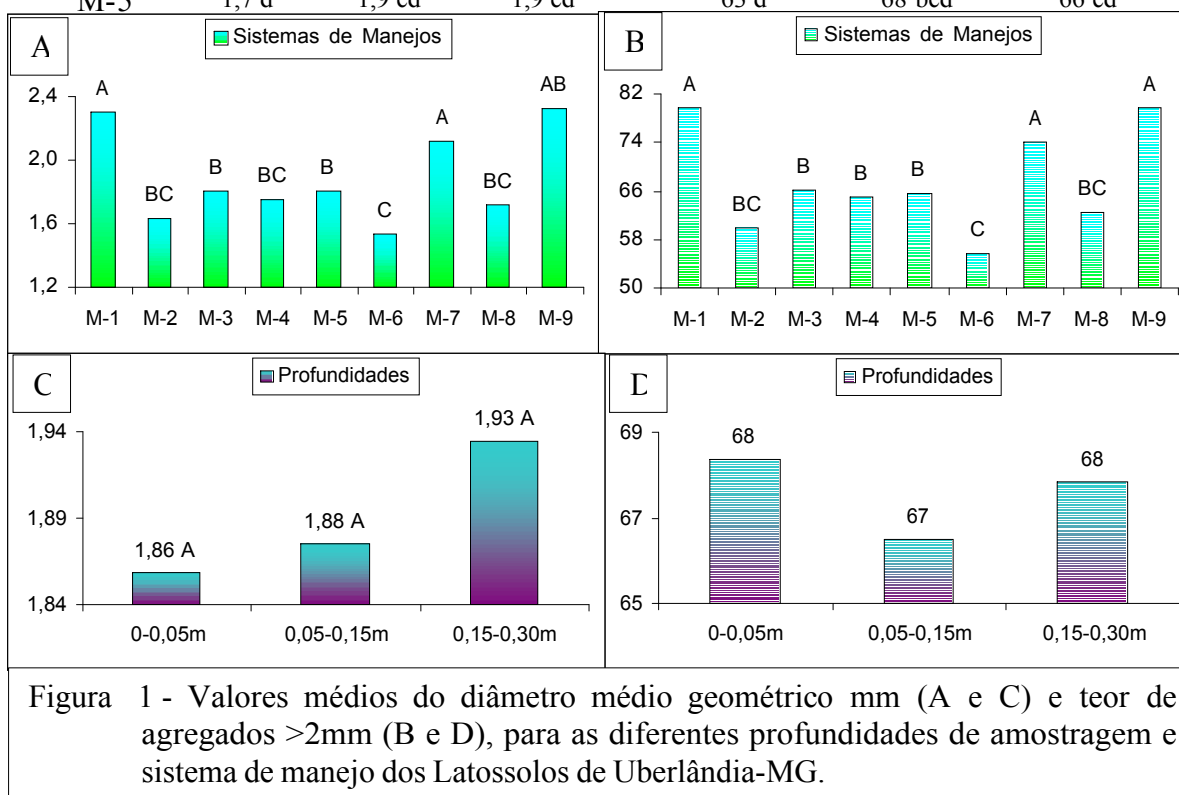 M-5 1,7 d 1,9 cd 1,9 cd 63 d 68 bcd 66 cd
A
Sistemas de Manejos
2,4
2,0
1,6
1,2
A
BC
B
BC
B
C
A
BC
AB
M-1 M-2 M-3 M-4 M-5 M-6 M-7 M-8 M-9
B
Sistemas de Manejos
82
74
66
58
50
A
BC
B
B
B
C
A
BC
A
M-1 M-2 M-3 M-4 M-5 M-6 M-7 M-8 M-9
C
Profundidades
1,94
1,89
1,84
1,86 A
1,88 A
1,93 A
0-0,05m 0,05-0,15m 0,15-0,30m
D
Profundidades
69
67
65
68
67
68
0-0,05m 0,05-0,15m 0,15-0,30m
Figura 1 - Valores médios do diâmetro médio geométrico mm (A e C) e teor de
agregados >2mm (B e D), para as diferentes profundidades de amostragem e
sistema de manejo dos Latossolos de Uberlândia-MG.